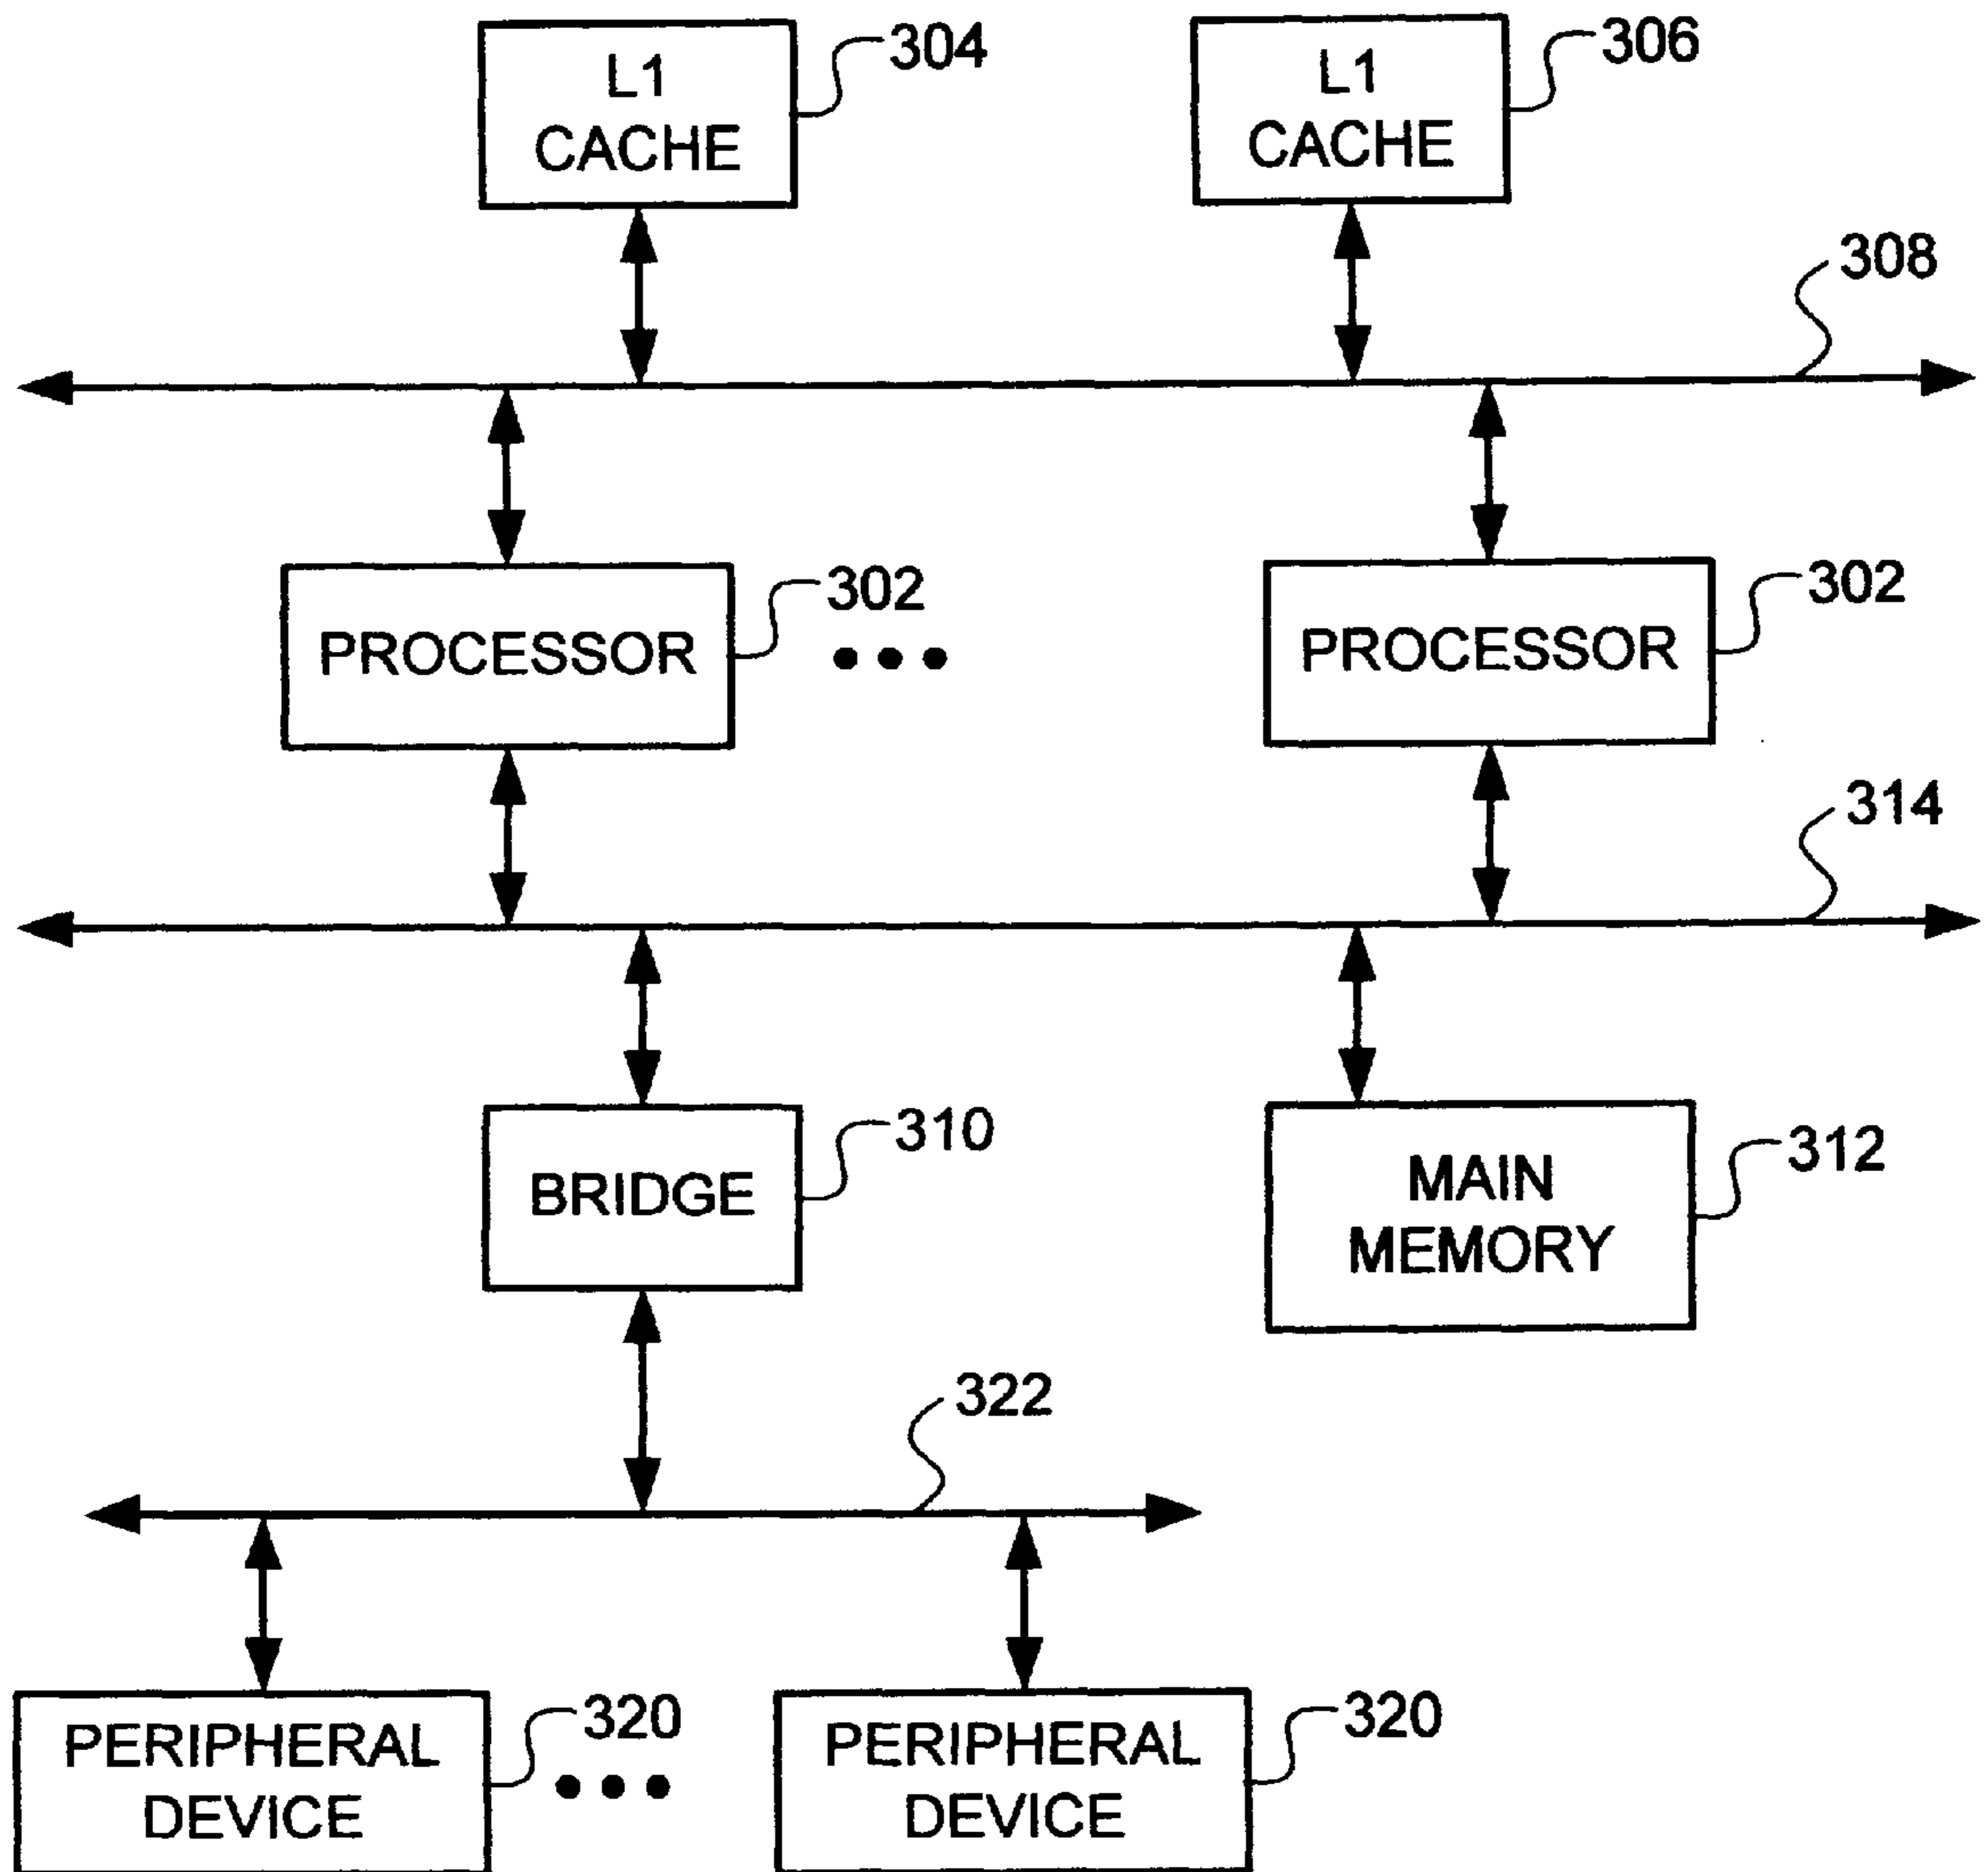 L1
CACHE
304
L1
CACHE
306
308
PROCESSOR
302
PROCESSOR
302
314
BRIDGE
310
MAIN
MEMORY
312
322
PERIPHERAL
DEVICE
320
PERIPHERAL
DEVICE
320